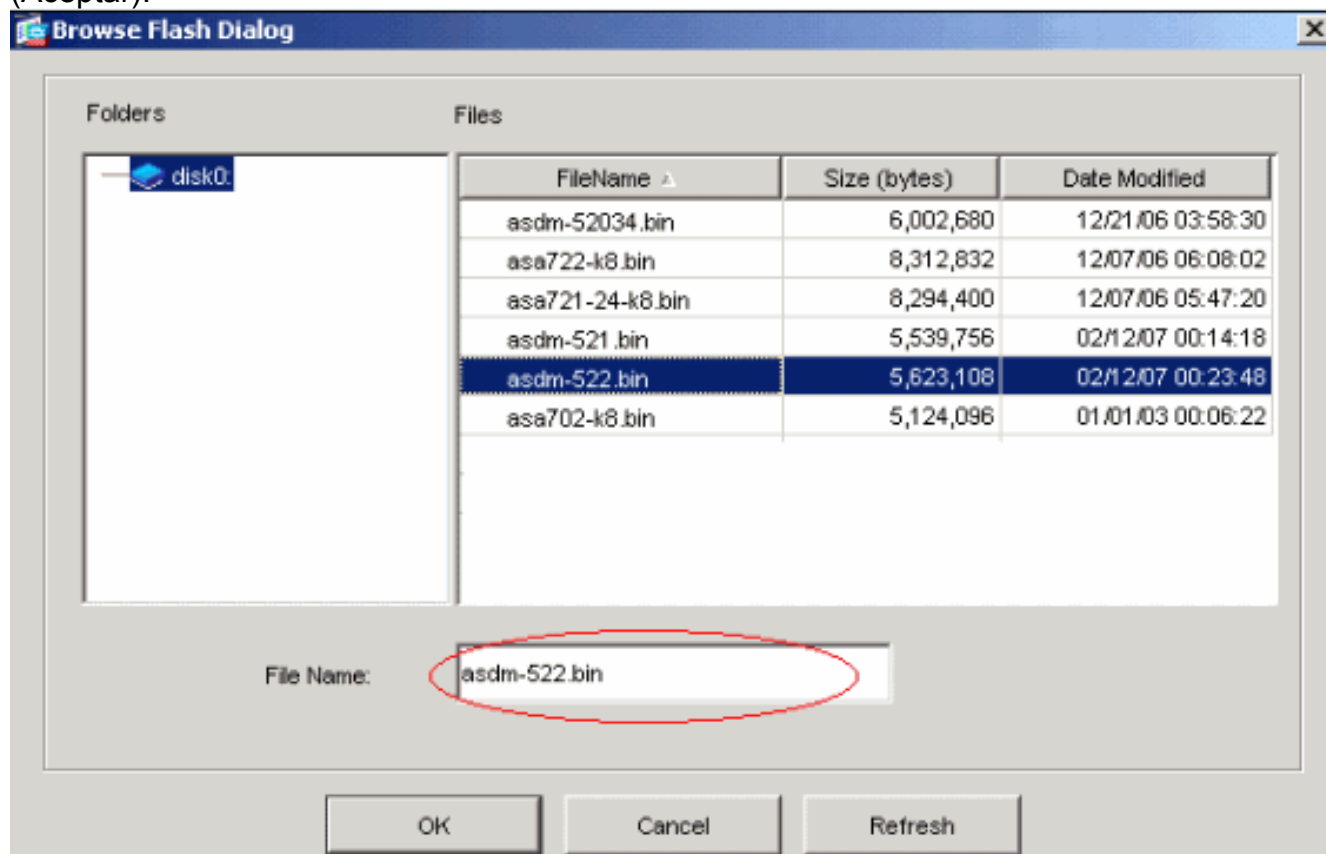 (Aceptar).
Browse Flash Dialog
Folders Files
disk0:
FileName Size (bytes) Date Modified
asdm-52034.bin 6,002,680 12/21/06 03:58:30
asa722-k8.bin 8,312,832 12/07/06 06:08:02
asa721-24-k8.bin 8,294,400 12/07/06 05:47:20
asdm-521.bin 5,539,756 02/12/07 00:14:18
asdm-522.bin 5,623,108 02/12/07 00:23:48
asa702-k8.bin 5,124,096 01/01/03 00:06:22
File Name: asdm-522.bin
OK Cancel Refresh